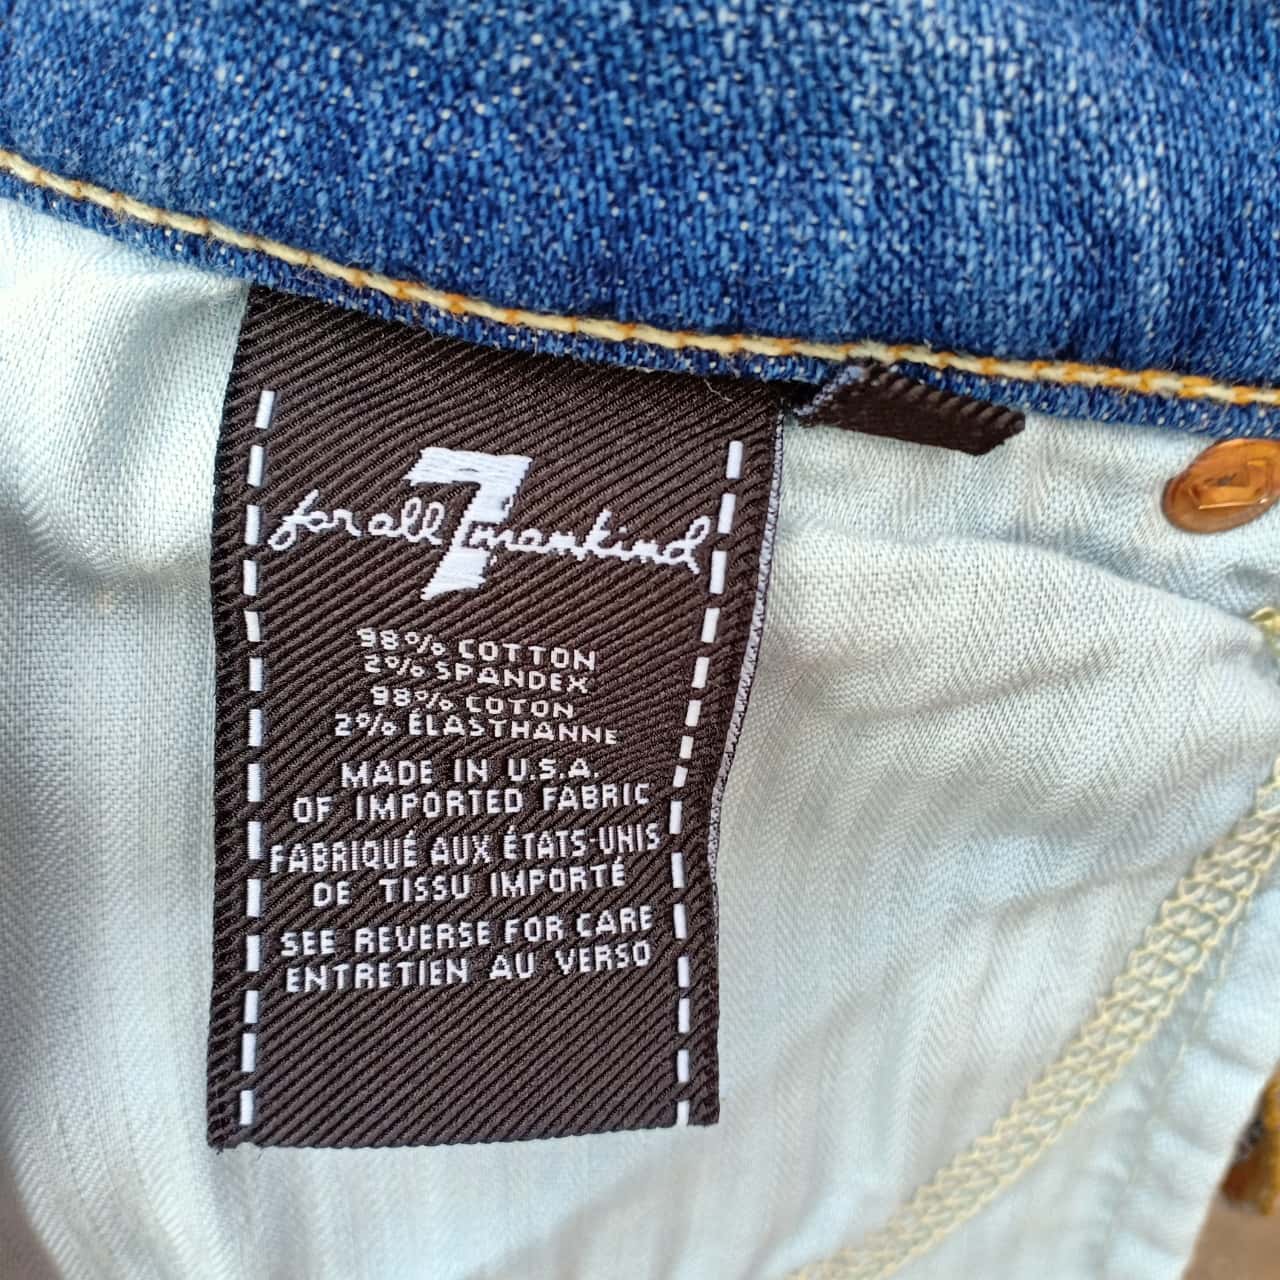 7
for all mankind
98% COTTON
2% SPANDEX
98% COTON
2% ÉLASTHANNE
MADE IN U.S.A.
OF IMPORTED FABRIC
FABRIQUÉ AUX ÉTATS-UNIS
DE TISSU IMPORTÉ
SEE REVERSE FOR CARE
ENTRETIEN AU VERSO
7